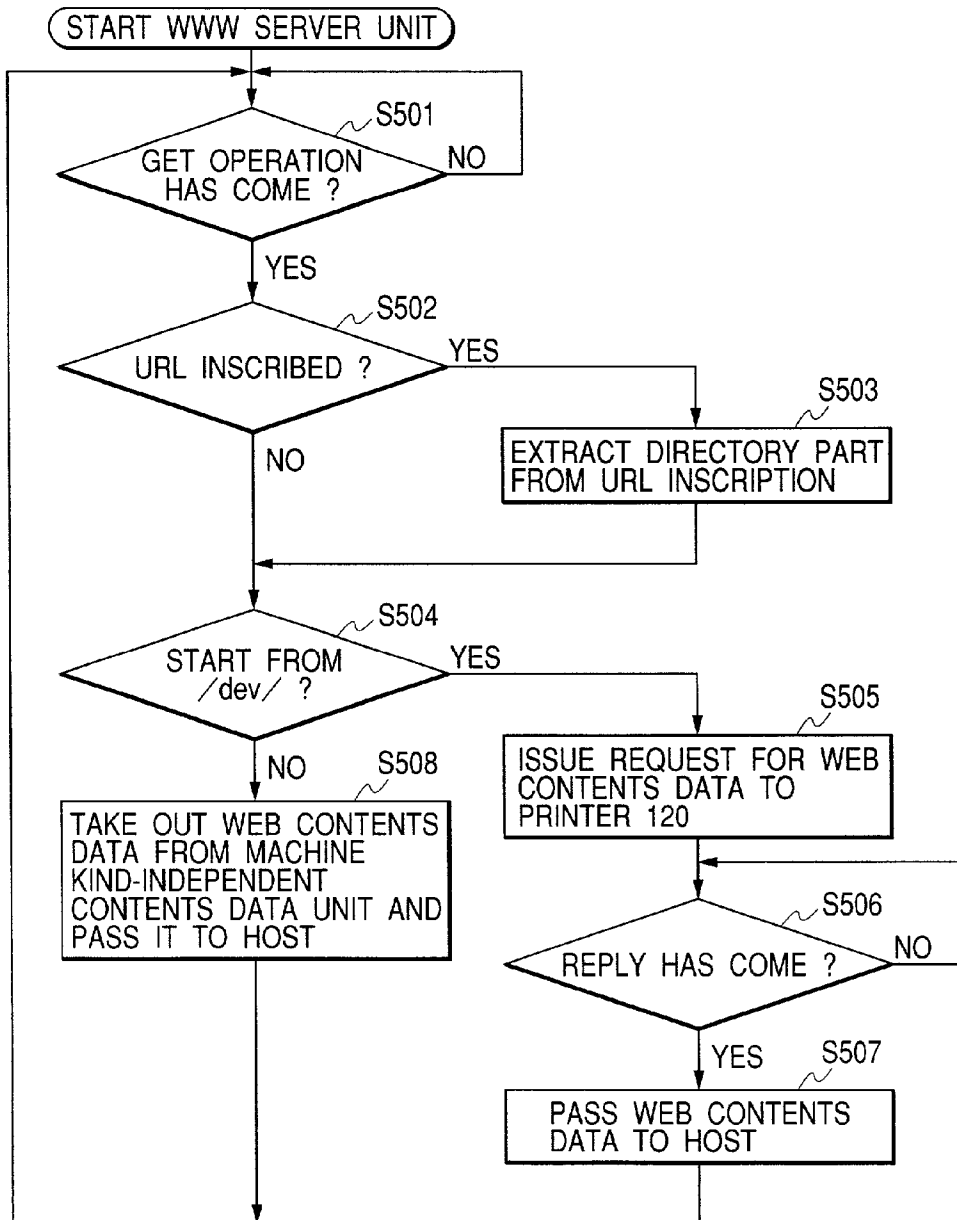 START WWW SERVER UNIT
S501
GET OPERATION
HAS COME ?
NO
YES
S502
URL INSCRIBED ?
YES
S503
EXTRACT DIRECTORY PART
FROM URL INSCRIPTION
NO
S504
START FROM
/dev/ ?
YES
S505
ISSUE REQUEST FOR WEB
CONTENTS DATA TO
PRINTER 120
NO
S508
TAKE OUT WEB CONTENTS
DATA FROM MACHINE
KIND-INDEPENDENT
CONTENTS DATA UNIT AND
PASS IT TO HOST
S506
REPLY HAS COME ?
NO
YES
S507
PASS WEB CONTENTS
DATA TO HOST